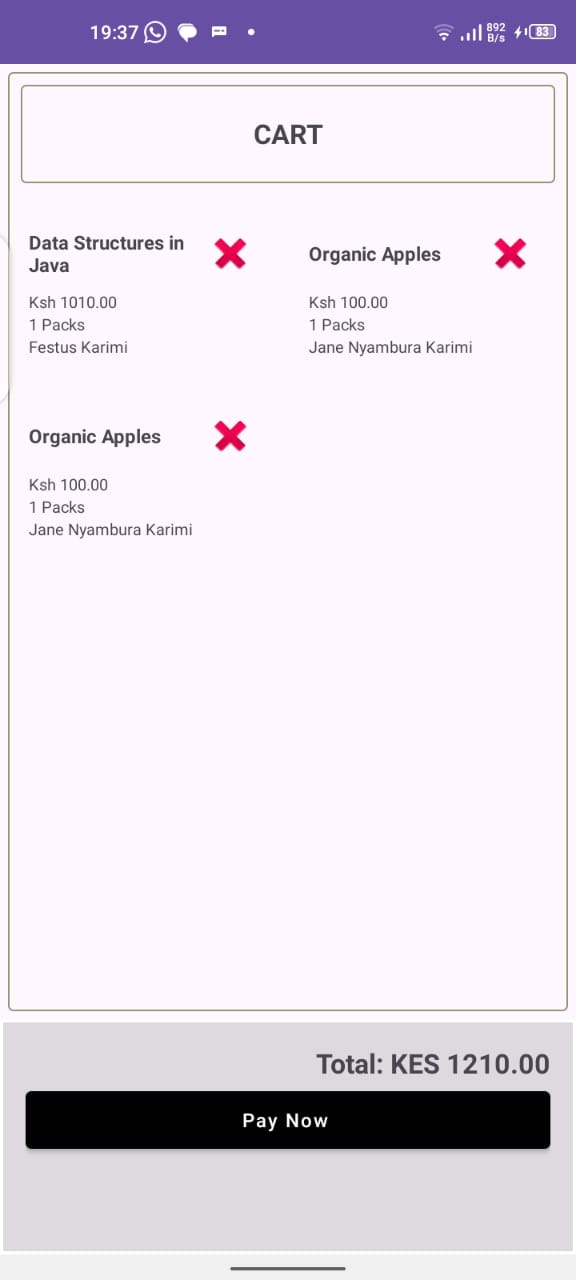 19:37
892
B/s
83
CART
Data Structures in
Java
Ksh 1010.00
1 Packs
Festus Karimi
Organic Apples
Ksh 100.00
1 Packs
Jane Nyambura Karimi
Organic Apples
Ksh 100.00
1 Packs
Jane Nyambura Karimi
Total: KES 1210.00
Pay Now